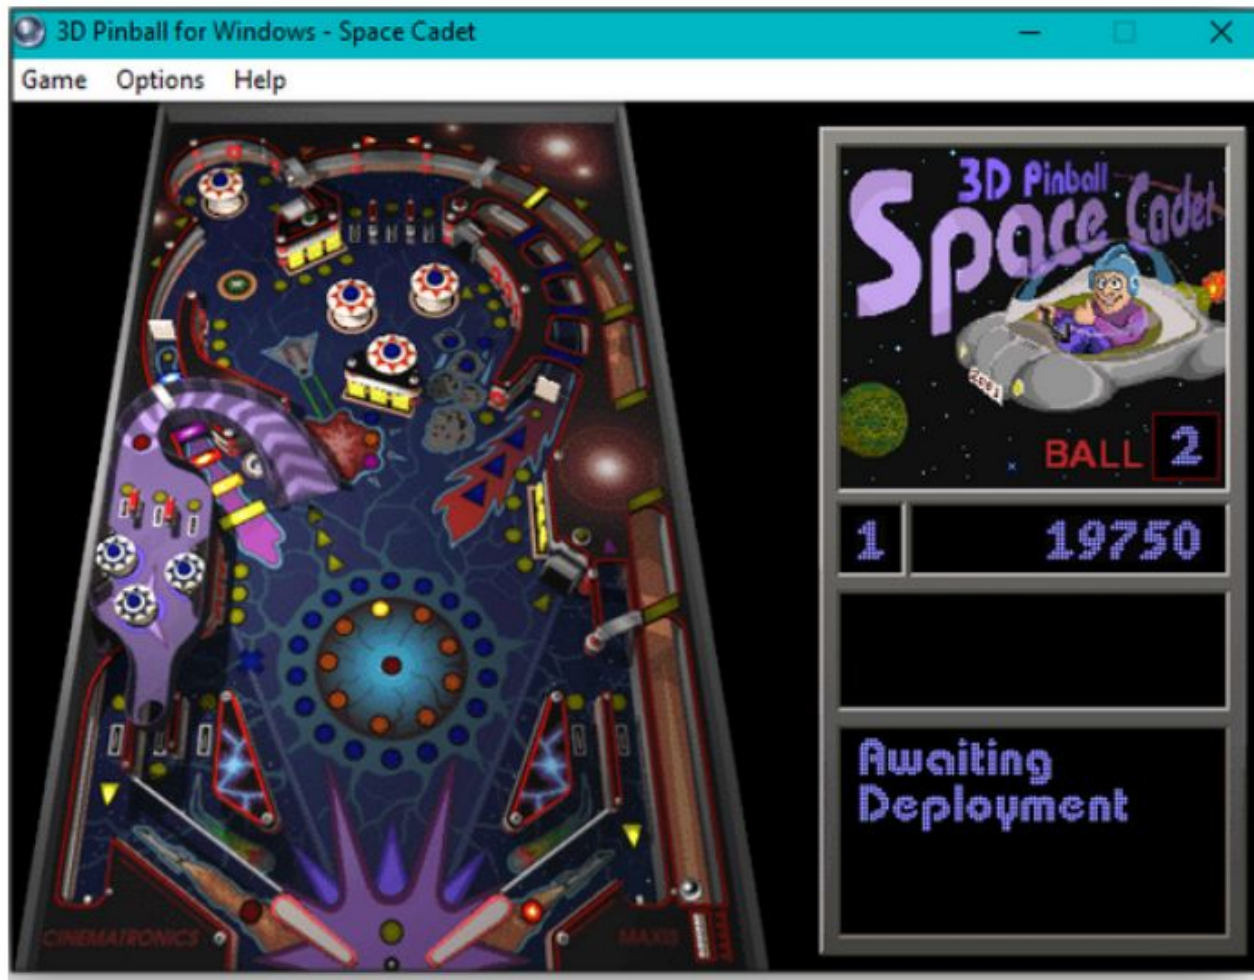 3D Pinball for Windows - Space Cadet
Game Options Help
3D Pinball
Space Cadet
2001
BALL 2
1 19750
Awaiting
Deployment
CINEMATRONICS
MAXIS